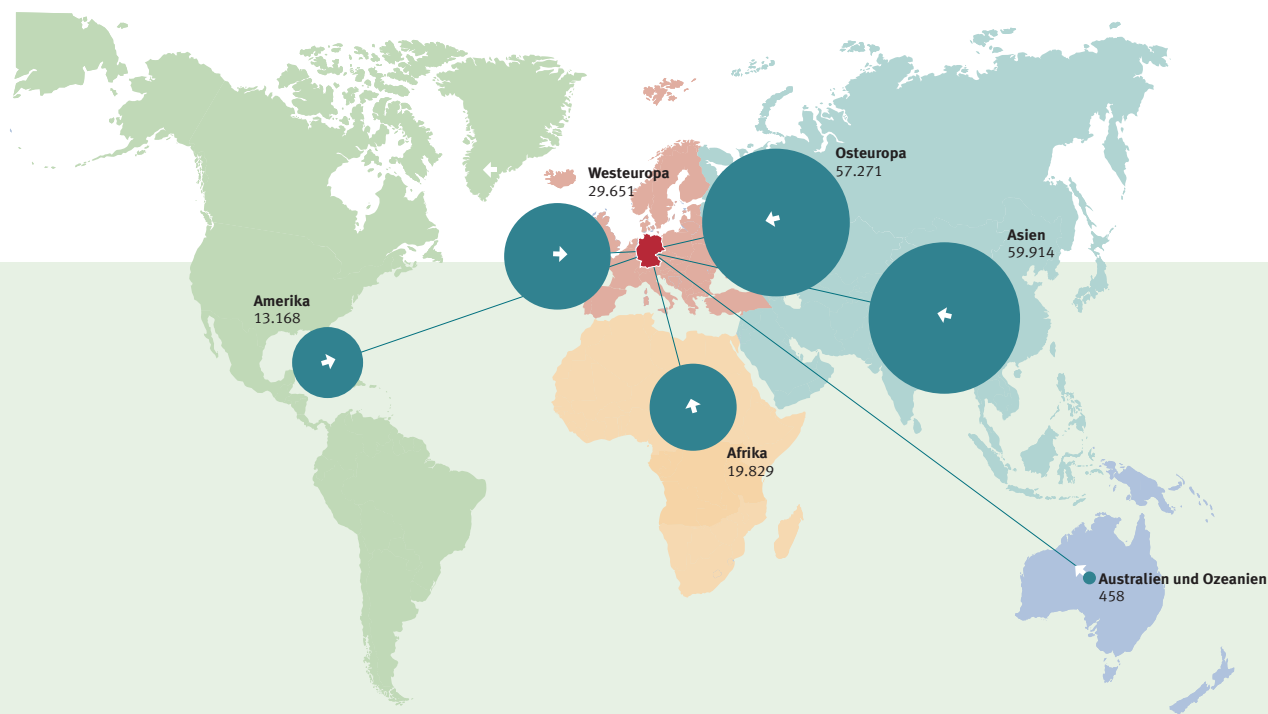 Osteuropa
57.271
Westeuropa
29.651
Asien
59.914
Amerika
13.168
Afrika
19.829
Australien und Ozeanien
458